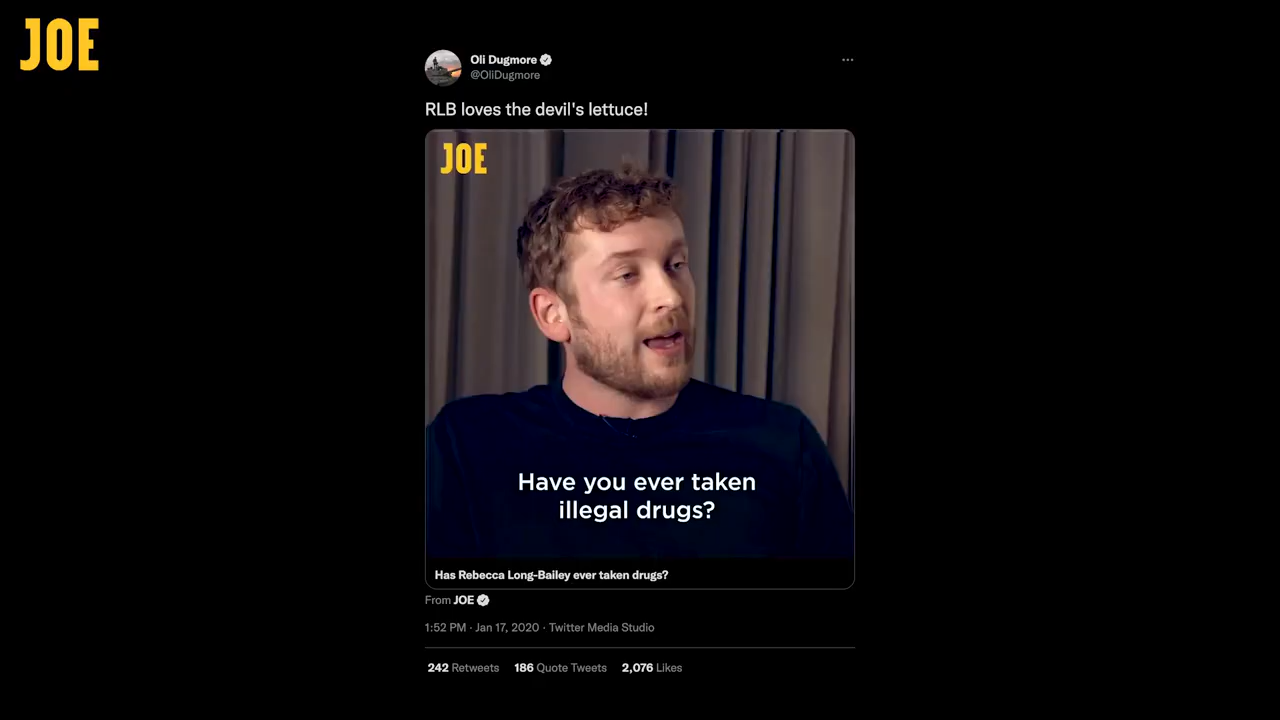 JOE
Oli Dugmore
@OliDugmore
RLB loves the devil's lettuce!
JOE
Have you ever taken
illegal drugs?
Has Rebecca Long-Bailey ever taken drugs?
From JOE
1:52 PM · Jan 17, 2020 · Twitter Media Studio
242 Retweets 186 Quote Tweets 2,076 Likes